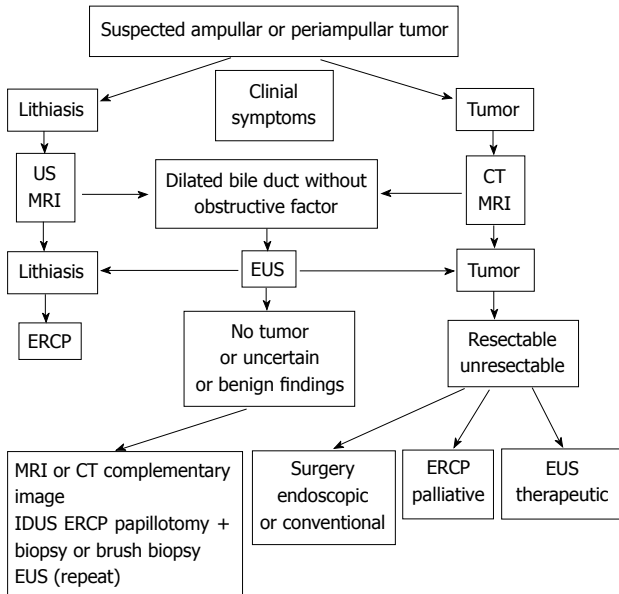 Suspected ampullar or periampullar tumor
Lithiasis
Clinial
symptoms
Tumor
US
MRI
Dilated bile duct without
obstructive factor
CT
MRI
Lithiasis
EUS
Tumor
ERCP
No tumor
or uncertain
or benign findings
Resectable
unresectable
MRI or CT complementary
image
IDUS ERCP papillotomy +
biopsy or brush biopsy
EUS (repeat)
Surgery
endoscopic
or conventional
ERCP
palliative
EUS
therapeutic